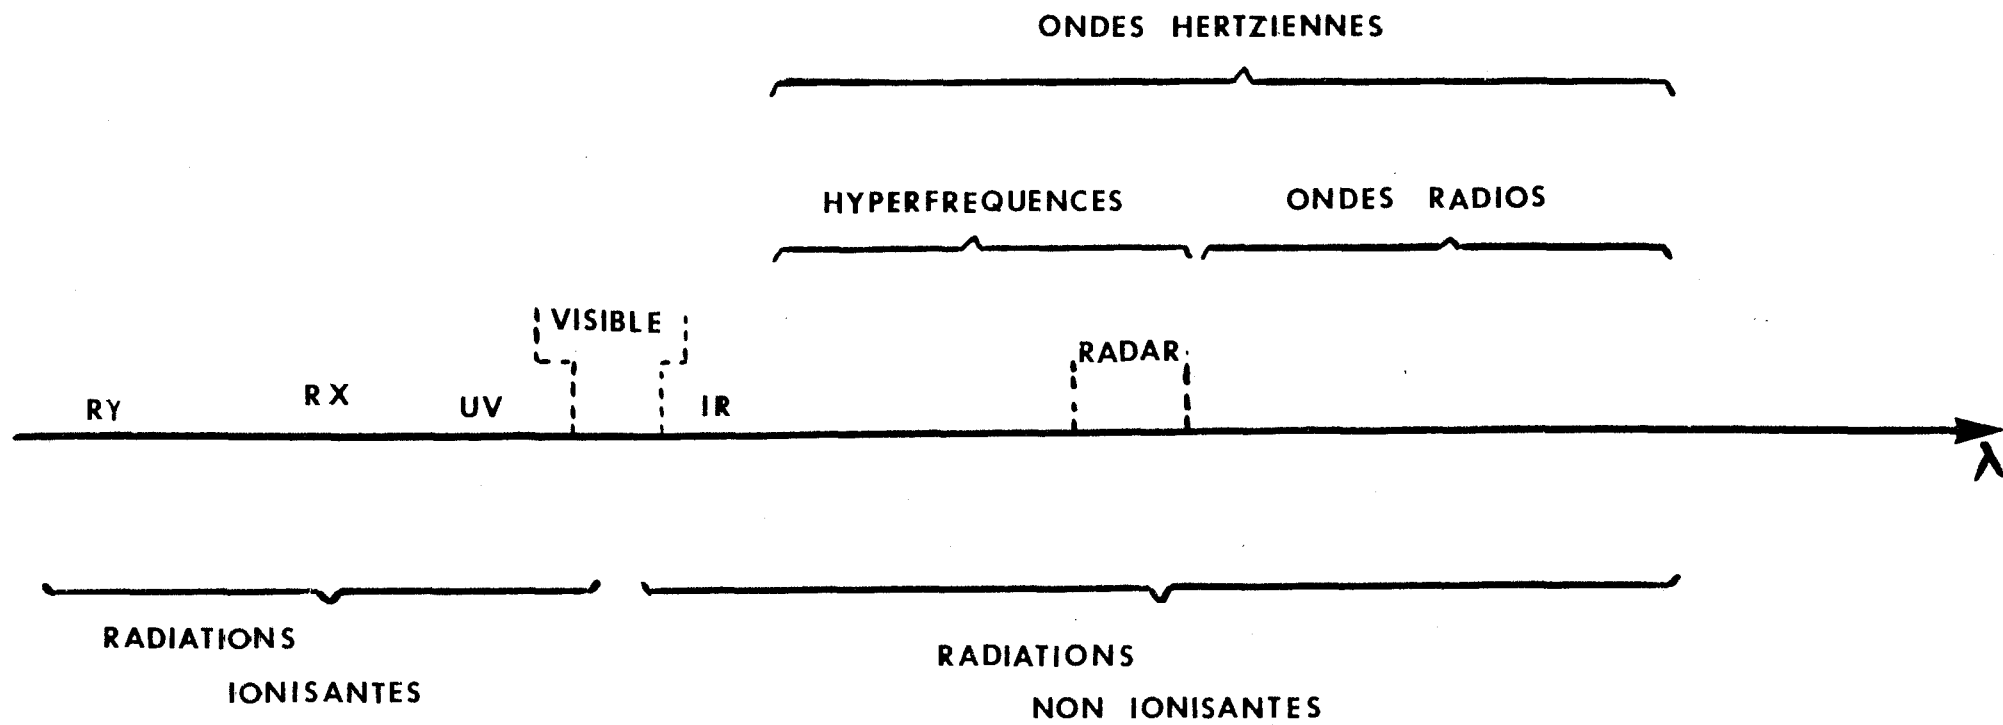 ONDES HERTZIENNES
HYPERFREQUENCES
ONDES RADIOS
VISIBLE
RADAR
RY
RX
UV
IR
λ
RADIATIONS
IONISANTES
RADIATIONS
NON IONISANTES